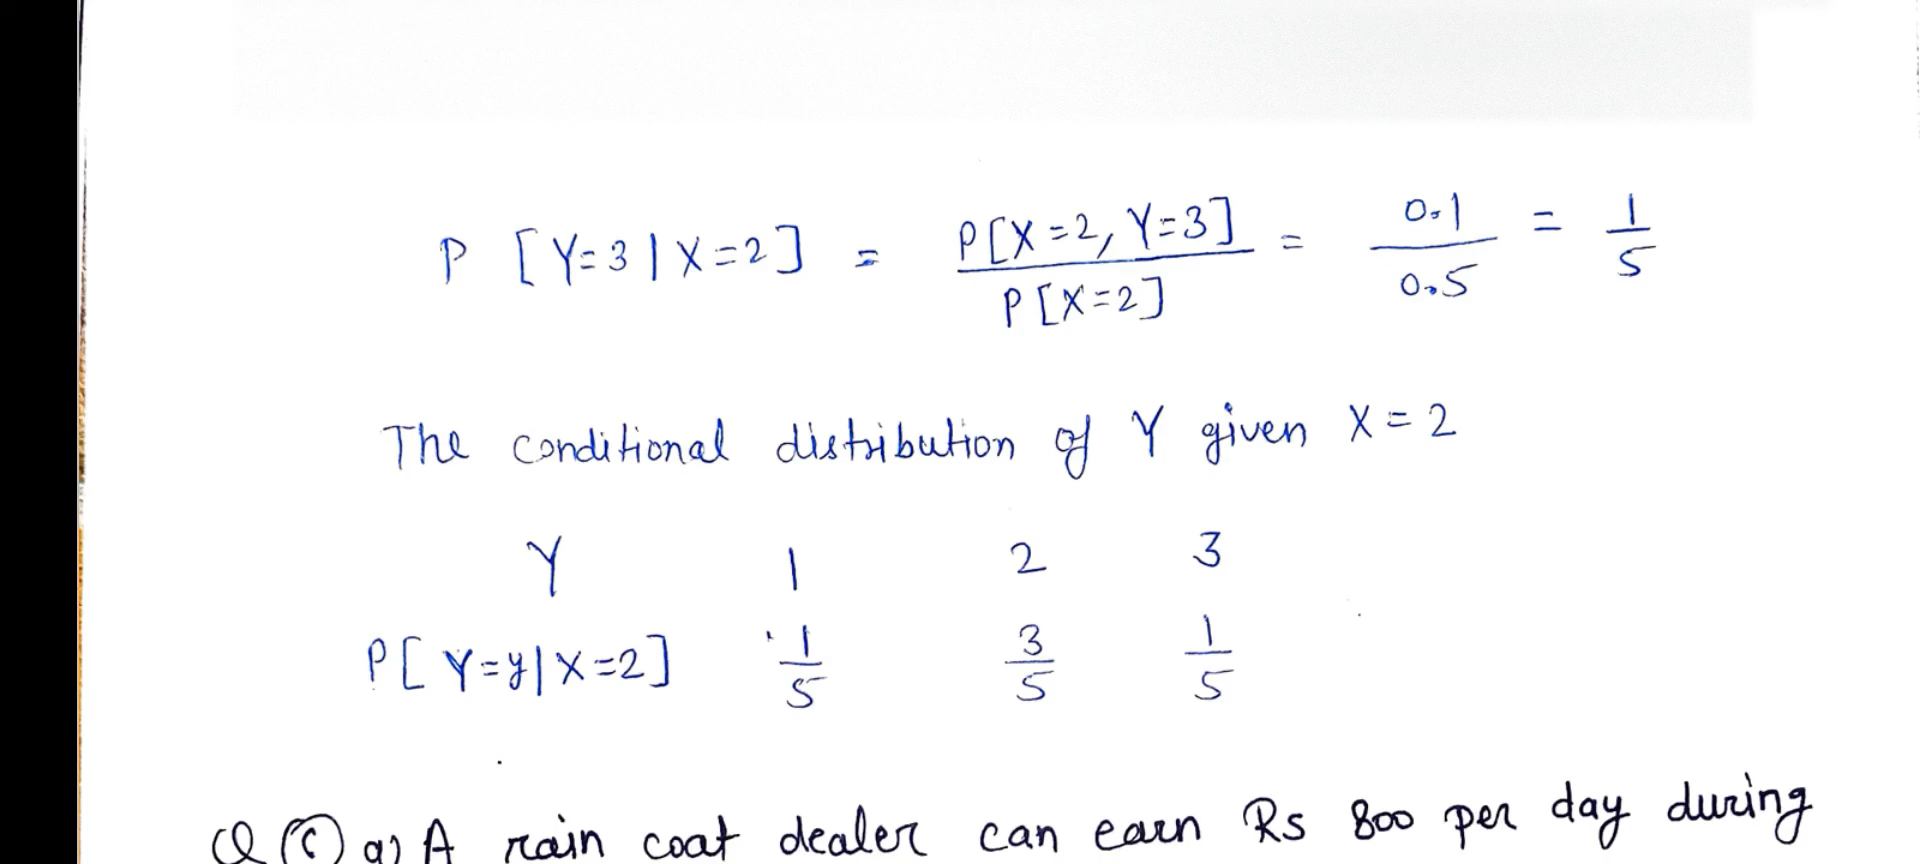 P [Y=3 | X=2] = P[X=2, Y=3] / P[X=2] = 0.1 / 0.5 = 1/5
The conditional distribution of Y given X=2
Y 1 2 3
P[Y=y|X=2] 1/5 3/5 1/5
Q (c) a) A rain coat dealer can earn Rs 800 per day during